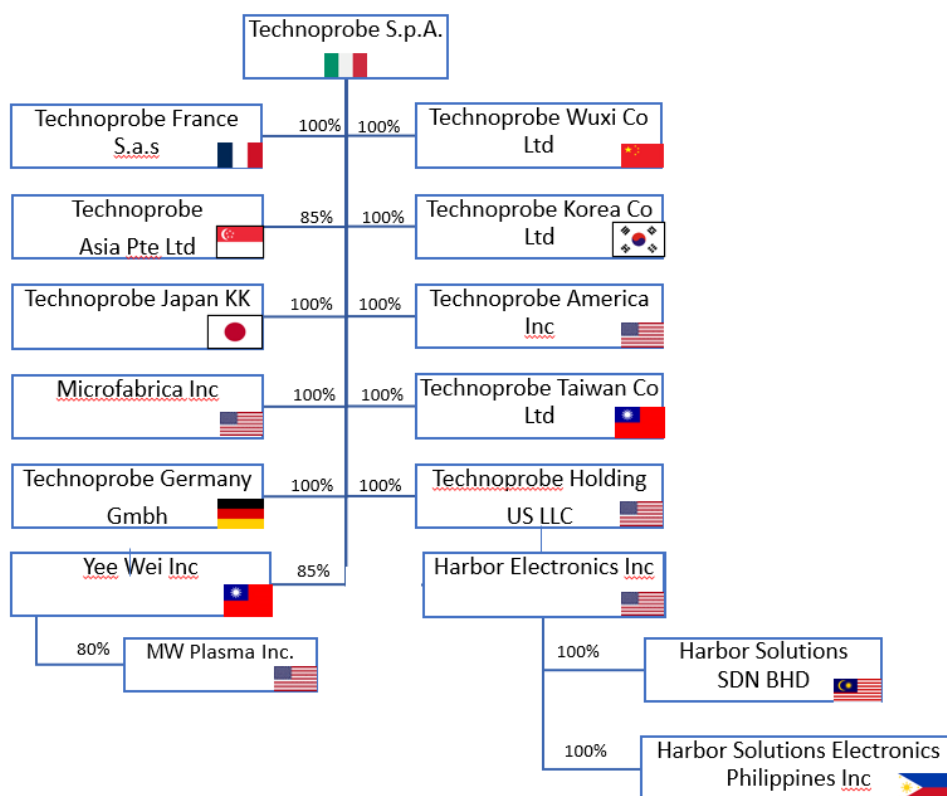 Technoprobe S.p.A.
Technoprobe France
S.a.s
100%
100%
Technoprobe Wuxi Co
Ltd
Technoprobe
Asia Pte Ltd
85%
100%
Technoprobe Korea Co
Ltd
Technoprobe Japan KK
100%
100%
Technoprobe America
Inc
Microfabrica Inc
100%
100%
Technoprobe Taiwan Co
Ltd
Technoprobe Germany
Gmbh
100%
100%
Technoprobe Holding
US LLC
Yee Wei Inc
85%
Harbor Electronics Inc
80%
MW Plasma Inc.
100%
Harbor Solutions
SDN BHD
100%
Harbor Solutions Electronics
Philippines Inc